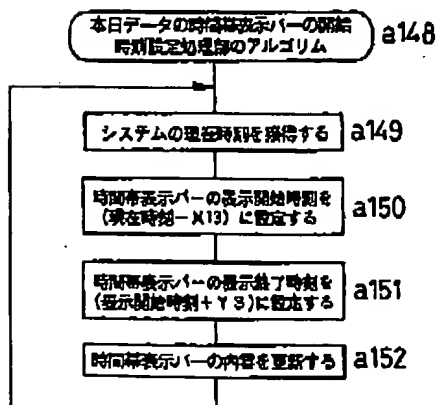 本日データの時間帯表示バーの開始
時刻設定処理部のアルゴリム
a148
システムの現在時刻を獲得する
a149
時間帯表示バーの表示開始時刻を
(現在時刻-X13)に設定する
a150
時間帯表示バーの表示終了時刻を
(表示開始時刻+Y3)に設定する
a151
時間帯表示バーの内容を更新する
a152